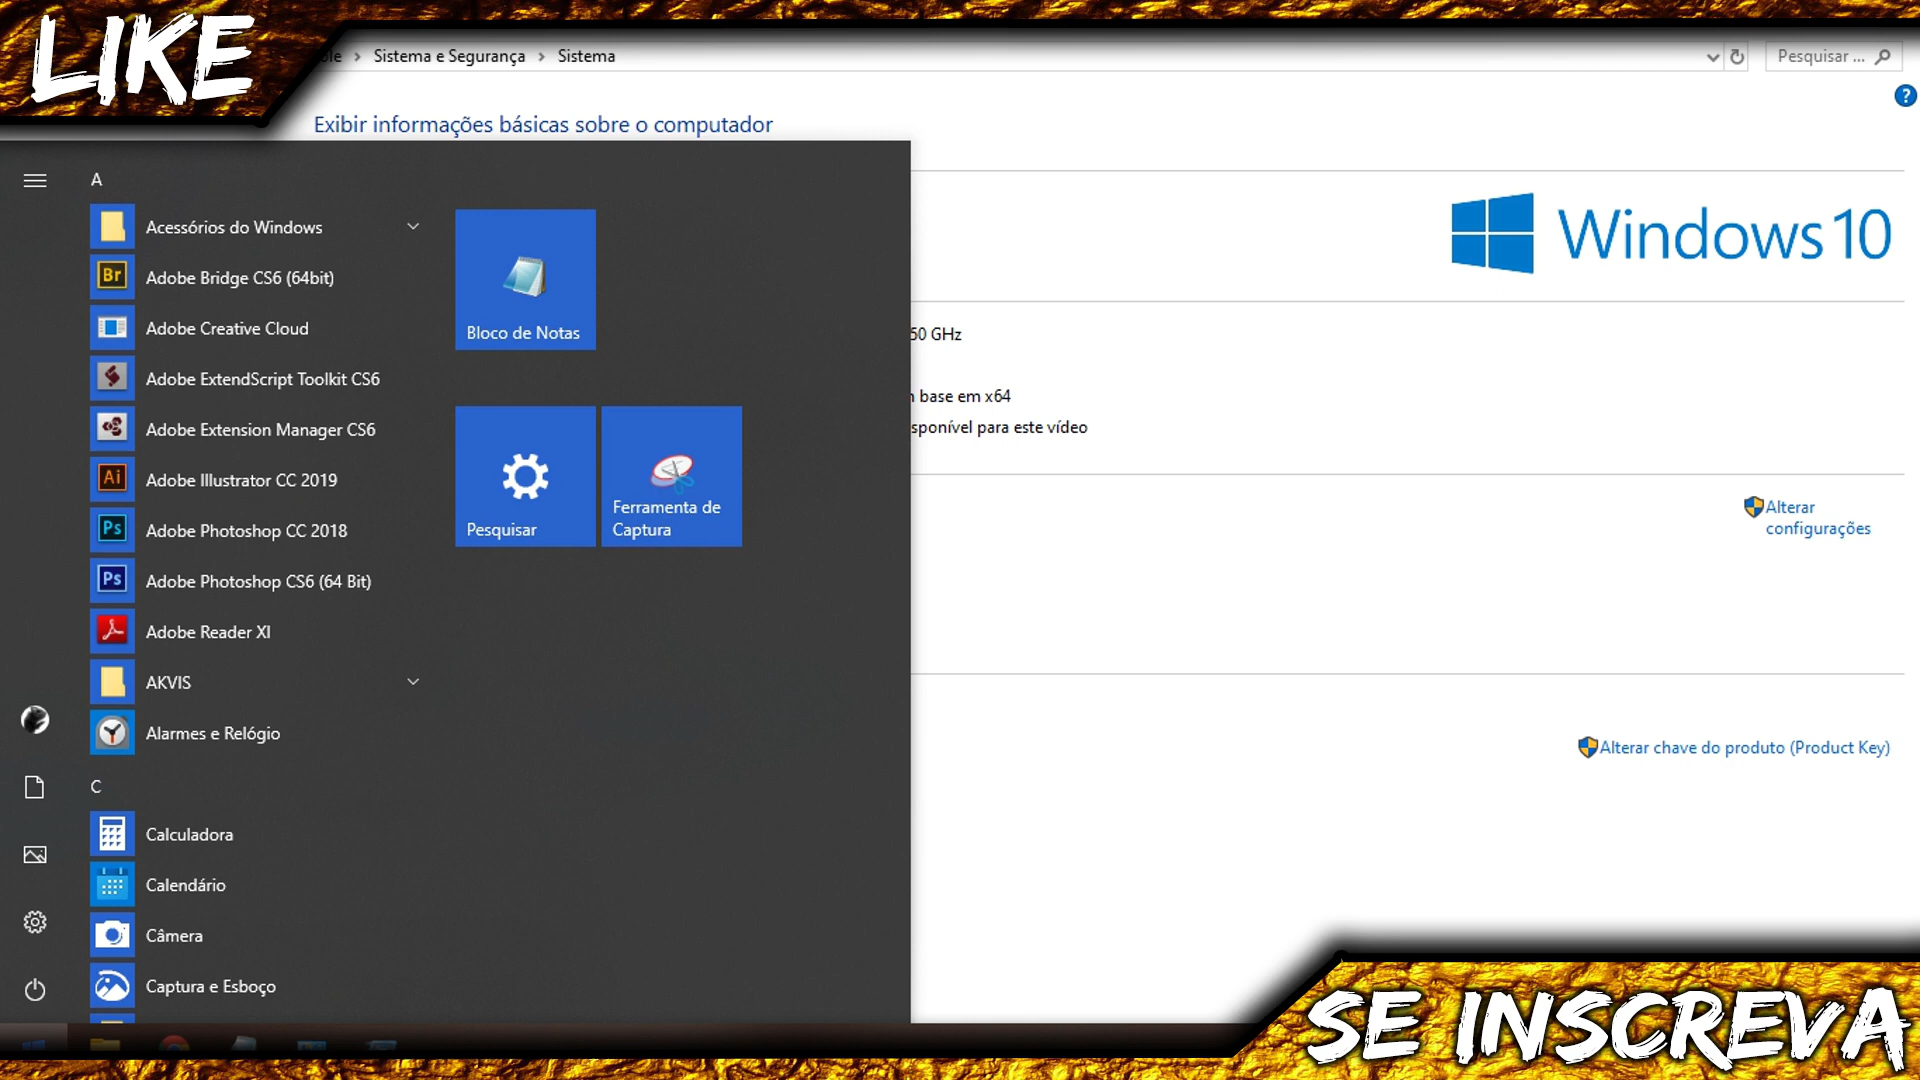 LIKE
Sistema e Segurança
Sistema
Pesquisar ...
?
Exibir informações básicas sobre o computador
A
Acessórios do Windows
Br
Adobe Bridge CS6 (64bit)
Adobe Creative Cloud
Adobe ExtendScript Toolkit CS6
Adobe Extension Manager CS6
Ai
Adobe Illustrator CC 2019
Ps
Adobe Photoshop CC 2018
Ps
Adobe Photoshop CS6 (64 Bit)
Adobe Reader XI
AKVIS
Alarmes e Relógio
C
Calculadora
Calendário
Câmera
Captura e Esboço
Bloco de Notas
Pesquisar
Ferramenta de
Captura
Windows 10
GHz
base em x64
para este vídeo
Alterar
configurações
Alterar chave do produto (Product Key)
SE INSCREVA